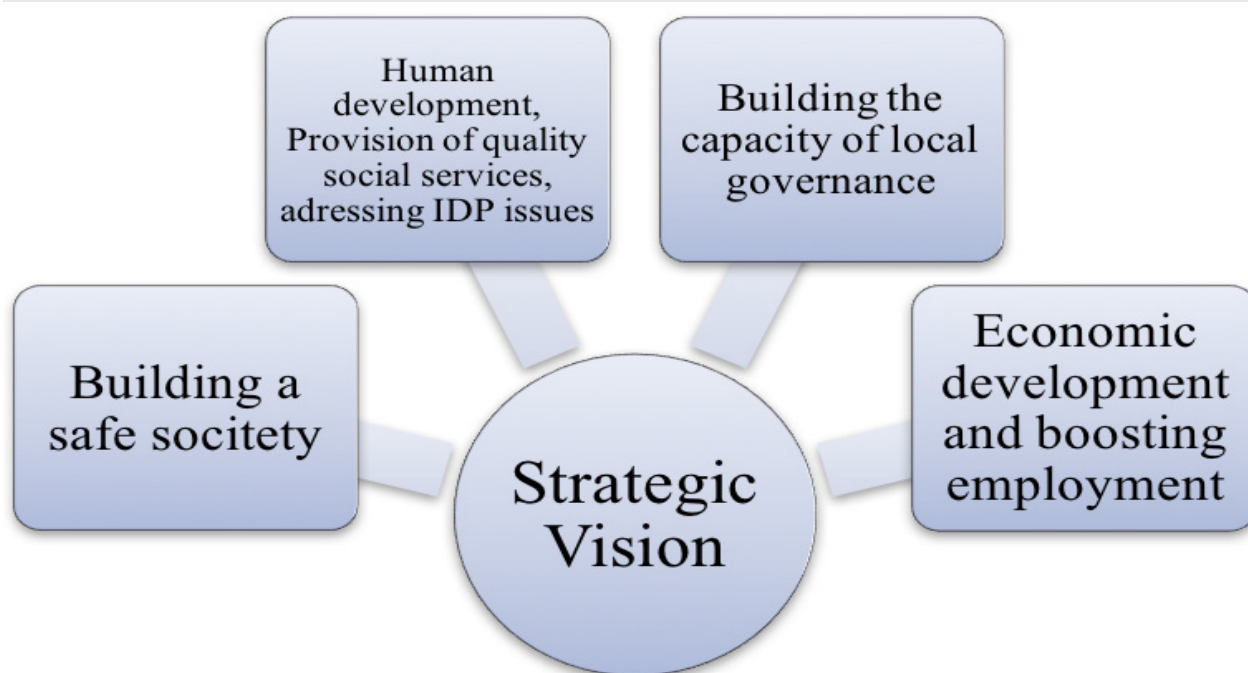 Human
development,
Provision of quality
social services,
adressing IDP issues
Building the
capacity of local
governance
Building a
safe socitety
Economic
development
and boosting
employment
Strategic
Vision